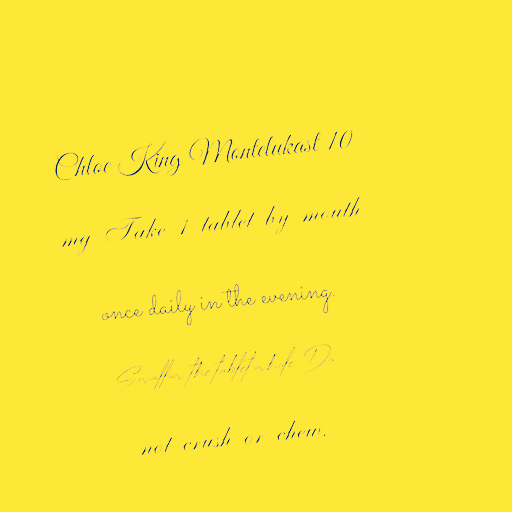 Chloe King Montelukast 10
mg Take 1 tablet by mouth
once daily in the evening.
Swallow the tablet whole Do
not crush or chew.